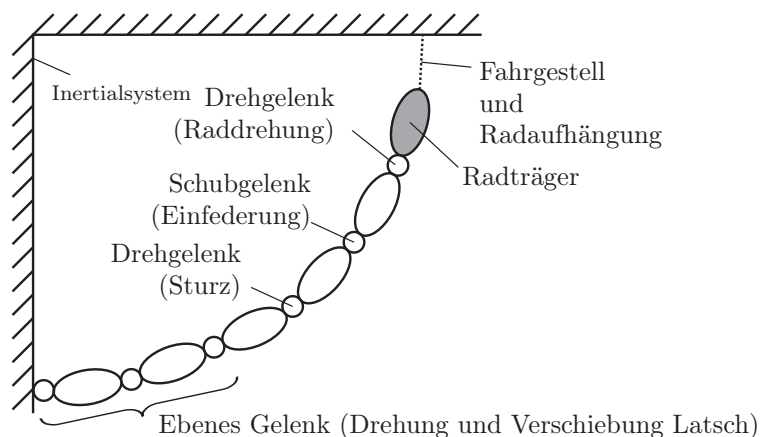 Inertialsystem
Drehgelenk
(Raddrehung)
Fahrgestell
und
Radaufhängung
Radträger
Schubgelenk
(Einfederung)
Drehgelenk
(Sturz)
Ebenes Gelenk (Drehung und Verschiebung Latsch)